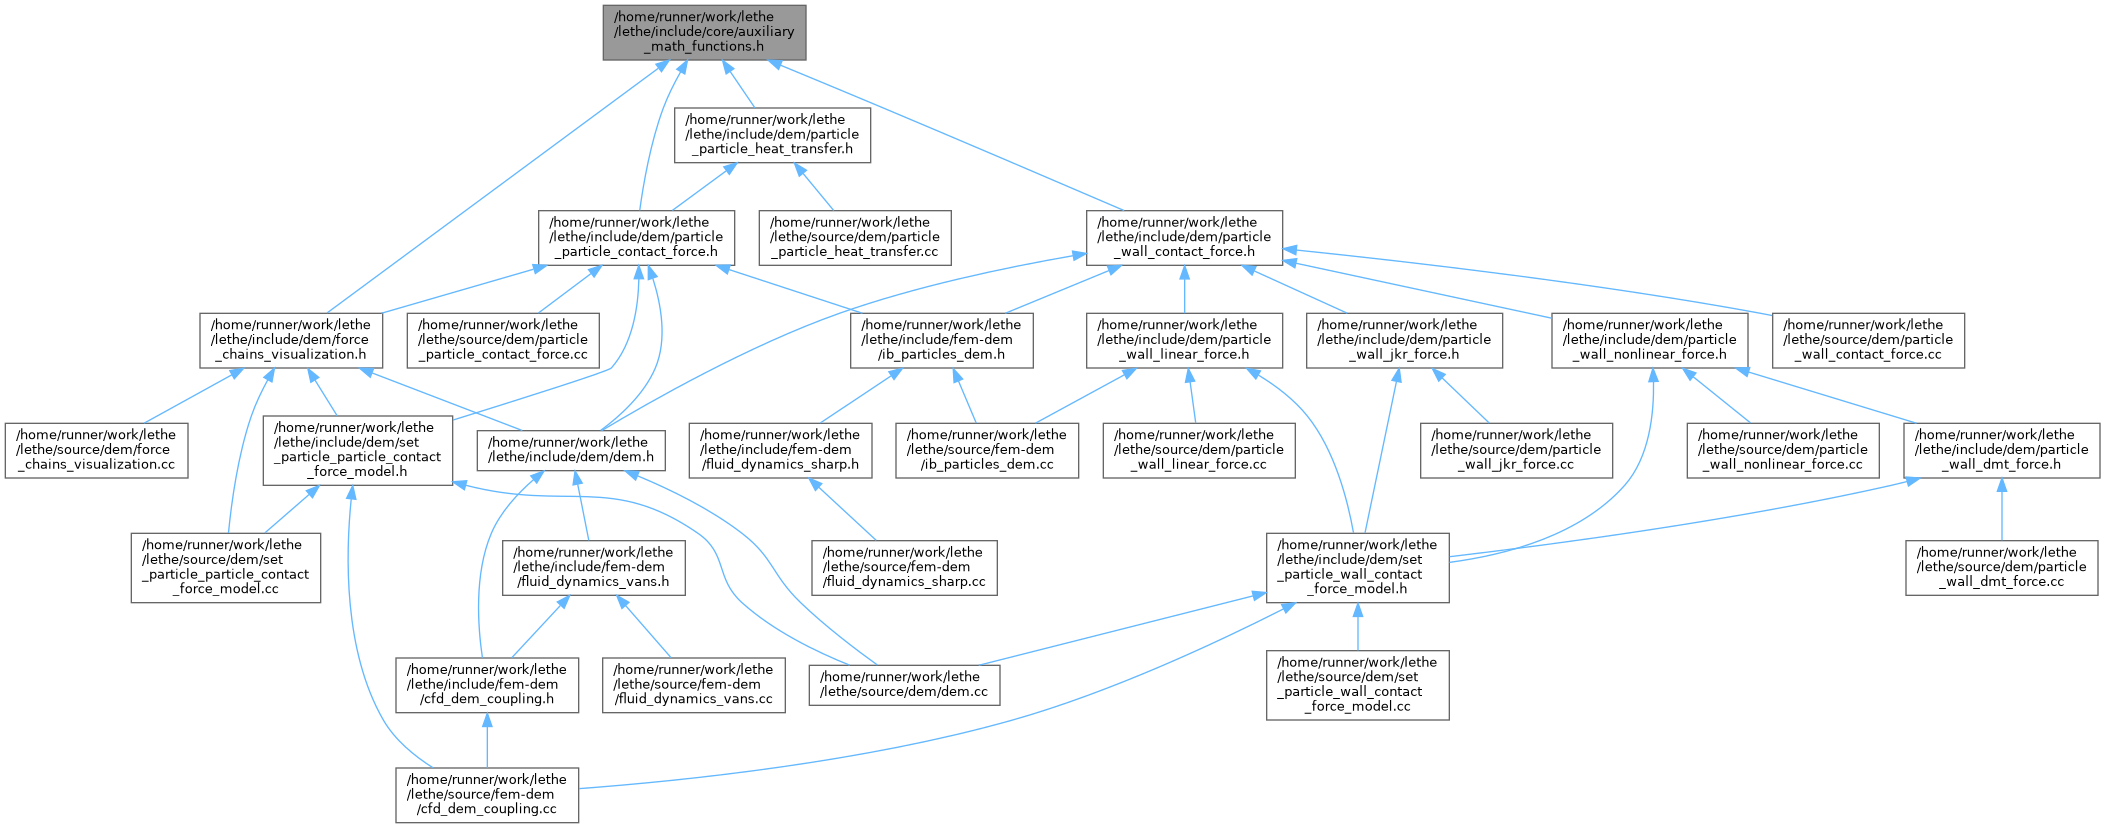 /home/runner/work/lethe
/lethe/include/core/auxiliary
_math_functions.h
/home/runner/work/lethe
/lethe/include/dem/particle
_particle_heat_transfer.h
/home/runner/work/lethe
/lethe/include/dem/particle
_particle_contact_force.h
/home/runner/work/lethe
/lethe/source/dem/particle
_particle_heat_transfer.cc
/home/runner/work/lethe
/lethe/include/dem/particle
_wall_contact_force.h
/home/runner/work/lethe
/lethe/include/dem/force
_chains_visualization.h
/home/runner/work/lethe
/lethe/source/dem/particle
_particle_contact_force.cc
/home/runner/work/lethe
/lethe/include/fem-dem
/ib_particles_dem.h
/home/runner/work/lethe
/lethe/include/dem/particle
_wall_linear_force.h
/home/runner/work/lethe
/lethe/include/dem/particle
_wall_jkr_force.h
/home/runner/work/lethe
/lethe/include/dem/particle
_wall_nonlinear_force.h
/home/runner/work/lethe
/lethe/source/dem/particle
_wall_contact_force.cc
/home/runner/work/lethe
/lethe/source/dem/force
_chains_visualization.cc
/home/runner/work/lethe
/lethe/include/dem/set
_particle_particle_contact
_force_model.h
/home/runner/work/lethe
/lethe/include/dem/dem.h
/home/runner/work/lethe
/lethe/include/fem-dem
/fluid_dynamics_sharp.h
/home/runner/work/lethe
/lethe/source/fem-dem
/ib_particles_dem.cc
/home/runner/work/lethe
/lethe/source/dem/particle
_wall_linear_force.cc
/home/runner/work/lethe
/lethe/source/dem/particle
_wall_jkr_force.cc
/home/runner/work/lethe
/lethe/source/dem/particle
_wall_nonlinear_force.cc
/home/runner/work/lethe
/lethe/include/dem/particle
_wall_dmt_force.h
/home/runner/work/lethe
/lethe/source/dem/set
_particle_particle_contact
_force_model.cc
/home/runner/work/lethe
/lethe/include/fem-dem
/fluid_dynamics_vans.h
/home/runner/work/lethe
/lethe/source/fem-dem
/fluid_dynamics_sharp.cc
/home/runner/work/lethe
/lethe/include/dem/set
_particle_wall_contact
_force_model.h
/home/runner/work/lethe
/lethe/source/dem/particle
_wall_dmt_force.cc
/home/runner/work/lethe
/lethe/include/fem-dem
/cfd_dem_coupling.h
/home/runner/work/lethe
/lethe/source/fem-dem
/fluid_dynamics_vans.cc
/home/runner/work/lethe
/lethe/source/dem/dem.cc
/home/runner/work/lethe
/lethe/source/dem/set
_particle_wall_contact
_force_model.cc
/home/runner/work/lethe
/lethe/source/fem-dem
/cfd_dem_coupling.cc